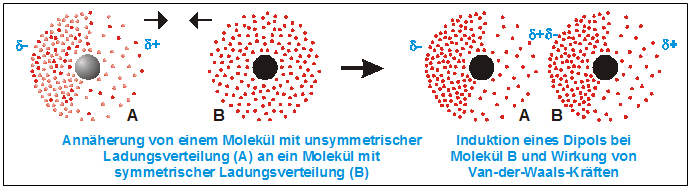 δ- δ+ δ- δ+ δ- δ+
A B A B
Annäherung von einem Molekül mit unsymmetrischer
Ladungsverteilung (A) an ein Molekül mit
symmetrischer Ladungsverteilung (B)
Induktion eines Dipols bei
Molekül B und Wirkung von
Van-der-Waals-Kräften